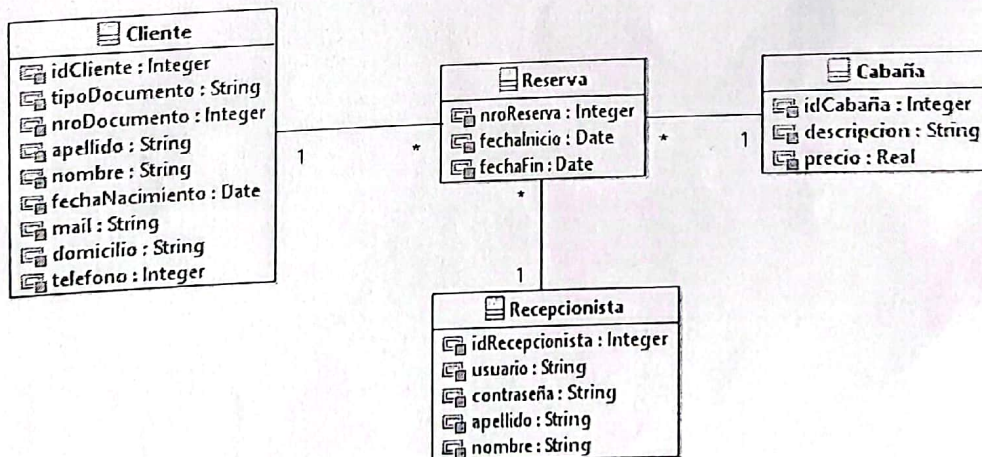 Cliente
idCliente : Integer
tipoDocumento : String
nroDocumento : Integer
apellido : String
nombre : String
fechaNacimiento : Date
mail : String
domicilio : String
telefono : Integer
1
*
Reserva
nroReserva : Integer
fechaInicio : Date
fechaFin : Date
*
1
Cabaña
idCabaña : Integer
descripcion : String
precio : Real
*
1
Recepcionista
idRecepcionista : Integer
usuario : String
contraseña : String
apellido : String
nombre : String